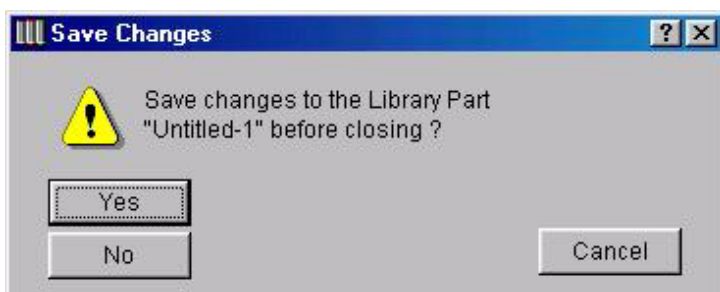 Save Changes
Save changes to the Library Part
"Untitled-1" before closing ?
Yes
No
Cancel